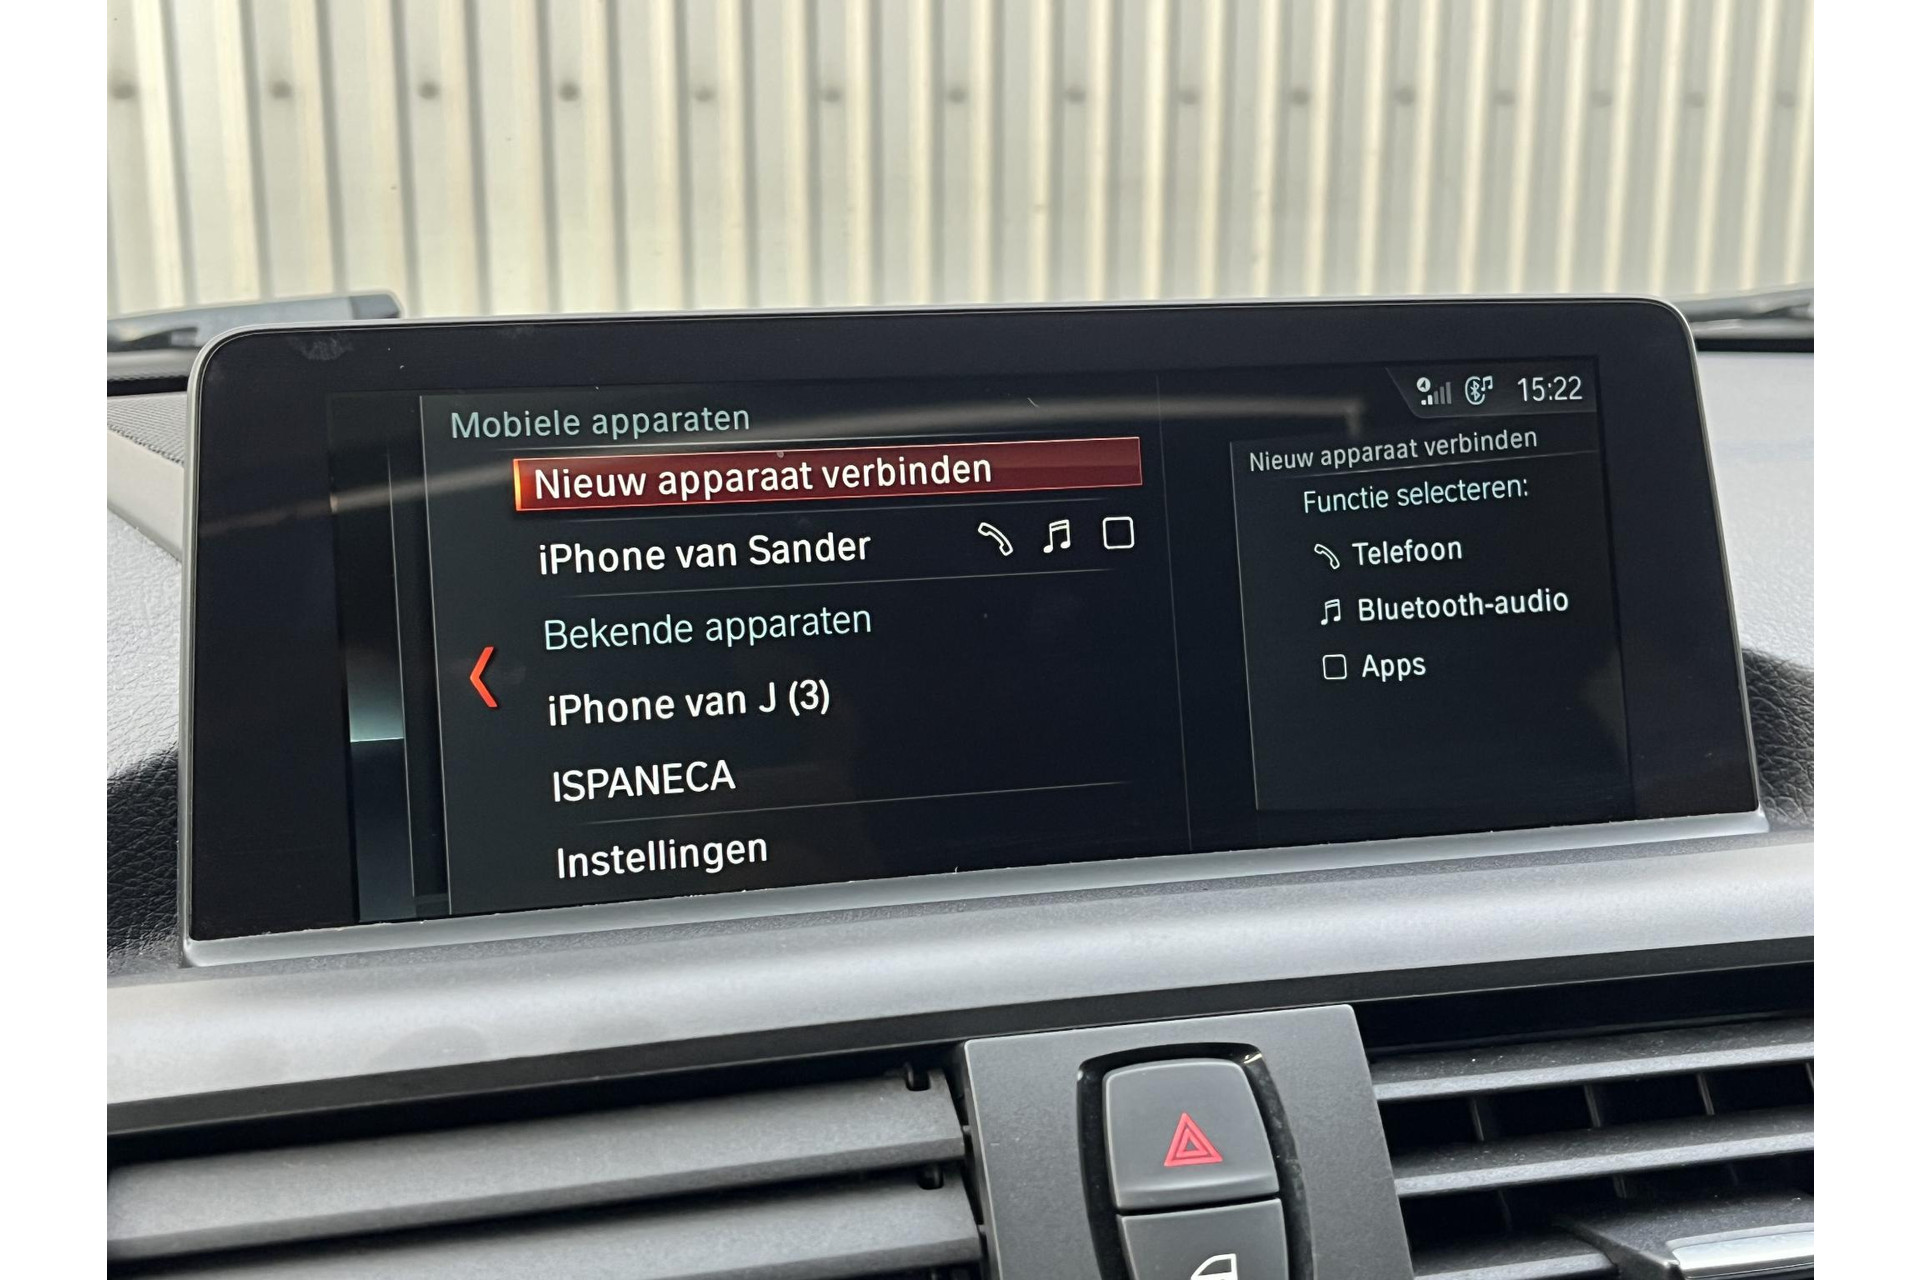 15:22
Mobiele apparaten
Nieuw apparaat verbinden
iPhone van Sander
Bekende apparaten
iPhone van J (3)
ISPANECA
Instellingen
Nieuw apparaat verbinden
Functie selecteren:
Telefoon
Bluetooth-audio
Apps